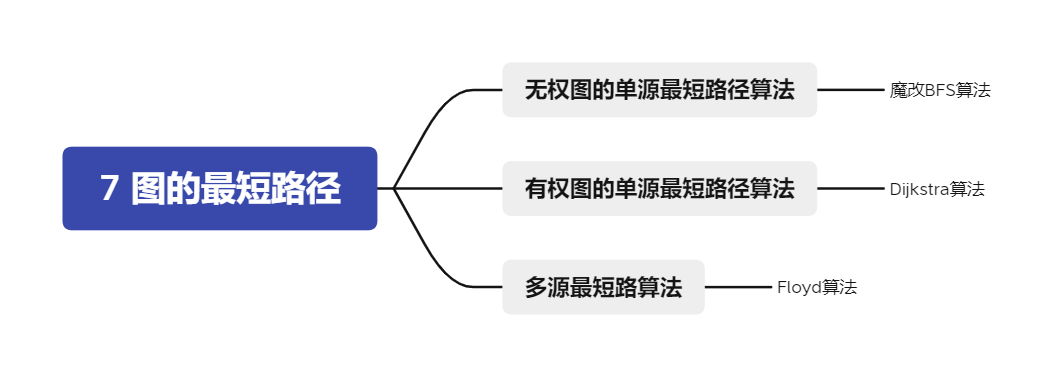 7 图的最短路径
无权图的单源最短路径算法
魔改BFS算法
有权图的单源最短路径算法
Dijkstra算法
多源最短路算法
Floyd算法